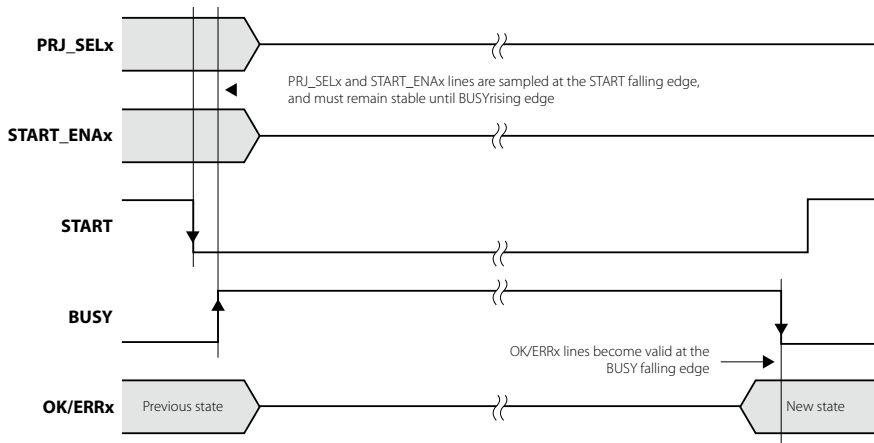 PRJ_SELx
PRJ_SELx and START_ENAx lines are sampled at the START falling edge,
and must remain stable until BUSYrising edge
START_ENAx
START
BUSY
OK/ERRx lines become valid at the
BUSY falling edge
OK/ERRx
Previous state
New state